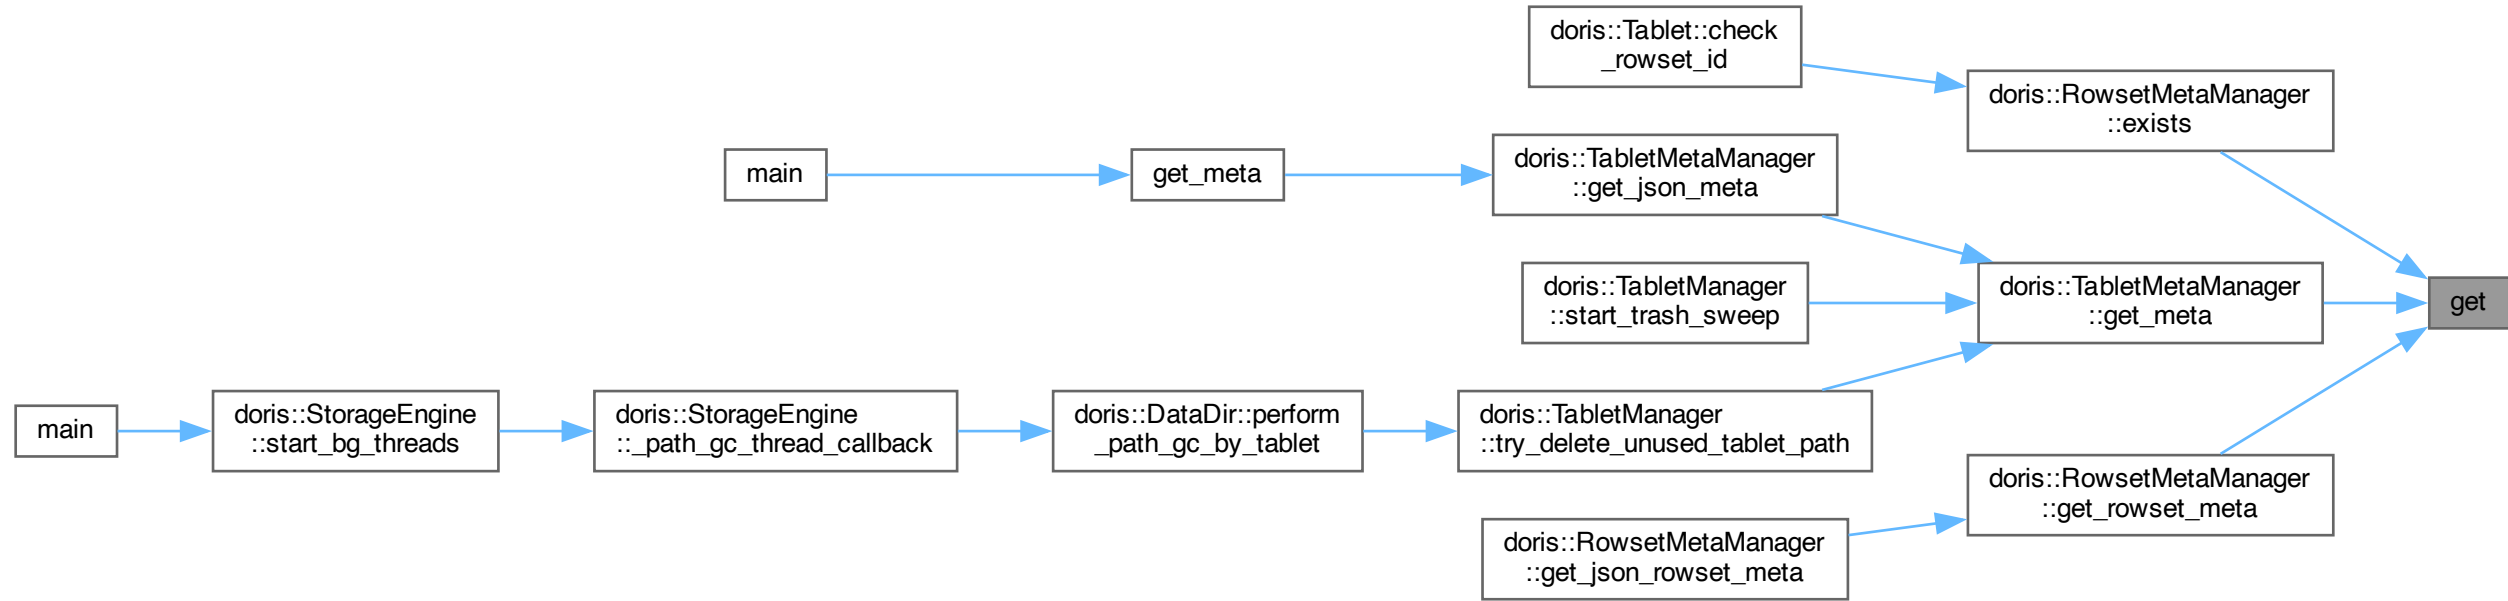 doris::Tablet::check
_rowset_id
doris::RowsetMetaManager
::exists
main
get_meta
doris::TabletMetaManager
::get_json_meta
doris::TabletManager
::start_trash_sweep
doris::TabletMetaManager
::get_meta
get
main
doris::StorageEngine
::start_bg_threads
doris::StorageEngine
::_path_gc_thread_callback
doris::DataDir::perform
_path_gc_by_tablet
doris::TabletManager
::try_delete_unused_tablet_path
doris::RowsetMetaManager
::get_rowset_meta
doris::RowsetMetaManager
::get_json_rowset_meta